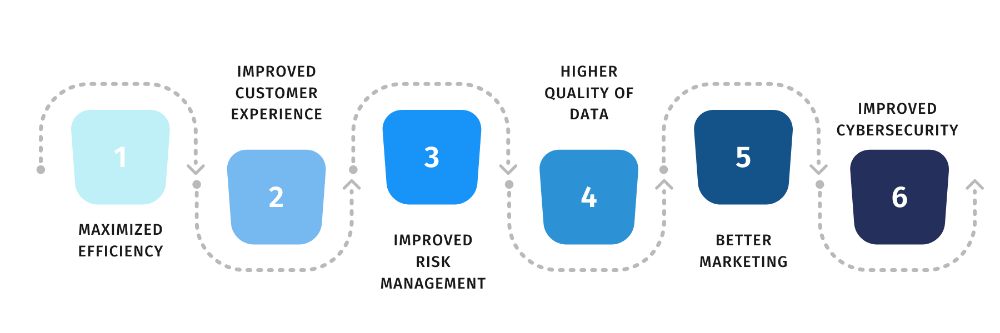 1
MAXIMIZED
EFFICIENCY
IMPROVED
CUSTOMER
EXPERIENCE
2
3
IMPROVED
RISK
MANAGEMENT
HIGHER
QUALITY OF
DATA
4
5
BETTER
MARKETING
IMPROVED
CYBERSECURITY
6